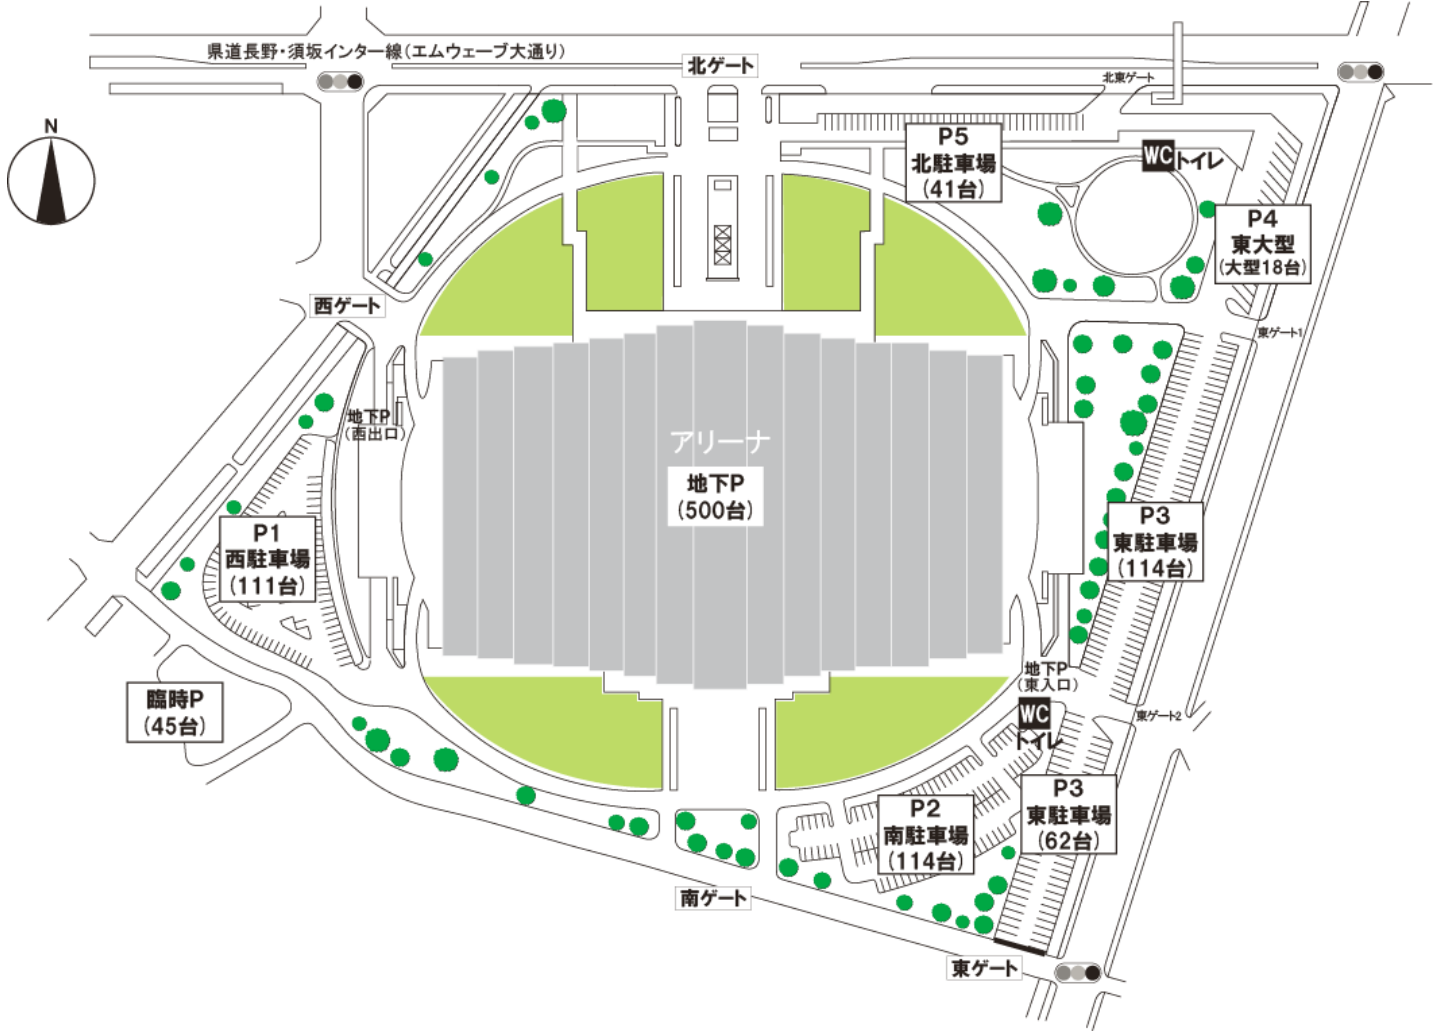 県道長野・須坂インター線（エムウェーブ大通り）
北ゲート
北東ゲート
N
P5
北駐車場
(41台)
WC トイレ
P4
東大型
(大型18台)
西ゲート
東ゲート1
地下P
(西出口)
アリーナ
地下P
(500台)
P1
西駐車場
(111台)
P3
東駐車場
(114台)
地下P
(東入口)
臨時P
(45台)
WC
トイレ
東ゲート2
P2
南駐車場
(114台)
P3
東駐車場
(62台)
南ゲート
東ゲート